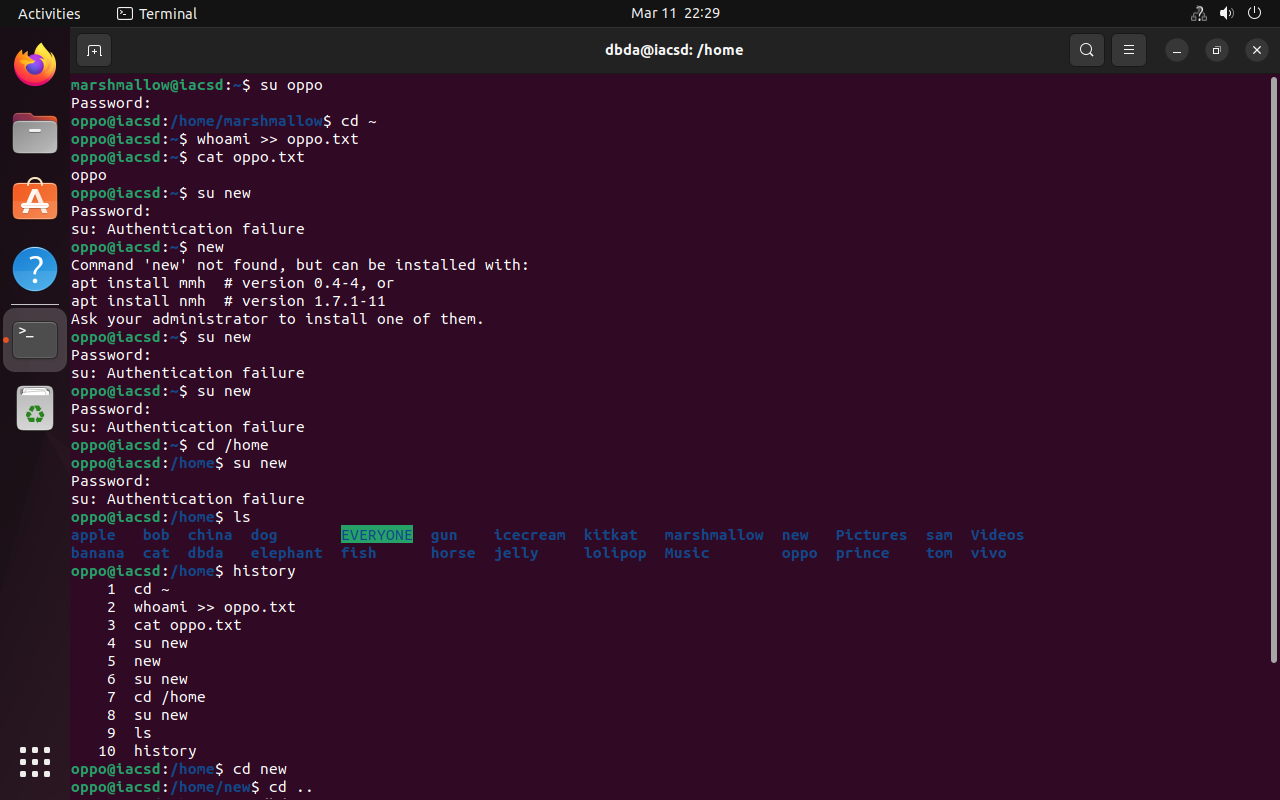 Activities
Terminal
Mar 11 22:29
dbda@iacsd: /home
marshmallow@iacsd:~$ su oppo
Password:
oppo@iacsd:/home/marshmallow$ cd ~
oppo@iacsd:~$ whoami >> oppo.txt
oppo@iacsd:~$ cat oppo.txt
oppo
oppo@iacsd:~$ su new
Password:
su: Authentication failure
oppo@iacsd:~$ new
Command 'new' not found, but can be installed with:
apt install mmh  # version 0.4-4, or
apt install nmh  # version 1.7.1-11
Ask your administrator to install one of them.
oppo@iacsd:~$ su new
Password:
su: Authentication failure
oppo@iacsd:~$ su new
Password:
su: Authentication failure
oppo@iacsd:~$ cd /home
oppo@iacsd:/home$ su new
Password:
su: Authentication failure
oppo@iacsd:/home$ ls
apple   bob  china  dog       EVERYONE  gun    icecream  kitkat   marshmallow  new   Pictures  sam  Videos
banana  cat  dbda   elephant  fish      horse  jelly     lolipop  Music        oppo  prince    tom  vivo
oppo@iacsd:/home$ history
1  cd ~
2  whoami >> oppo.txt
3  cat oppo.txt
4  su new
5  new
6  su new
7  cd /home
8  su new
9  ls
10  history
oppo@iacsd:/home$ cd new
oppo@iacsd:/home/new$ cd ..